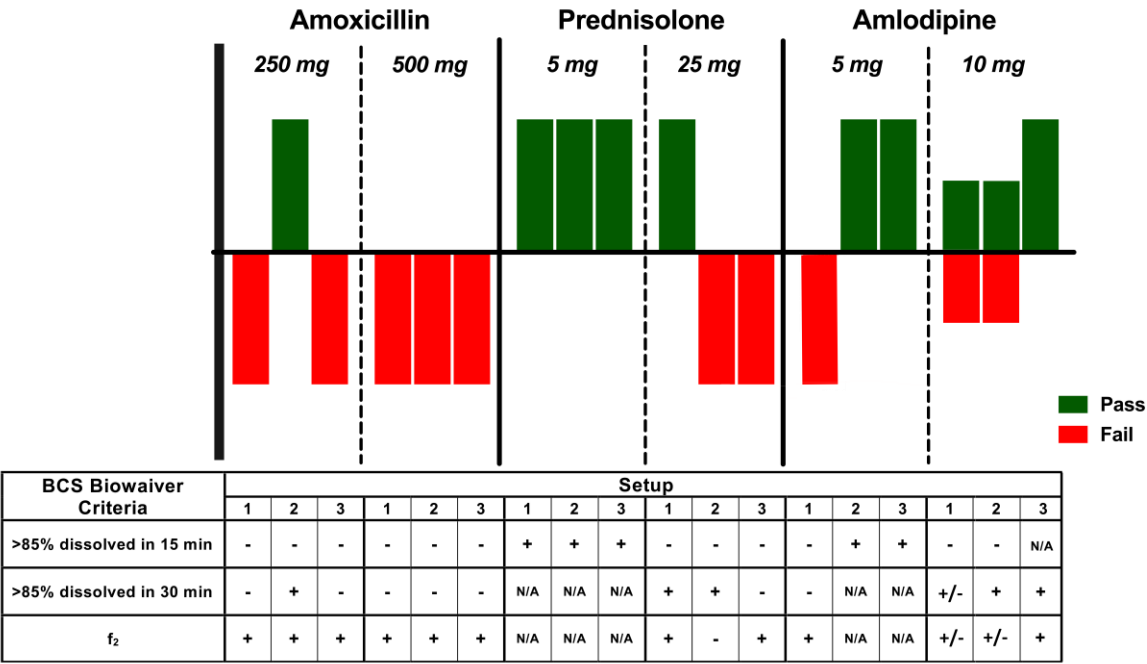 Amoxicillin Prednisolone Amlodipine
250 mg 500 mg 5 mg 25 mg 5 mg 10 mg
Pass
Fail
BCS Biowaiver Criteria Setup
1 2 3 1 2 3 1 2 3 1 2 3 1 2 3 1 2 3
>85% dissolved in 15 min - - - - - - + + + - - - - + + - - N/A
>85% dissolved in 30 min - + - - - - N/A N/A N/A + + - - N/A N/A +/- + +
f₂ + + + + + + N/A N/A N/A + - + + N/A N/A +/- +/- +